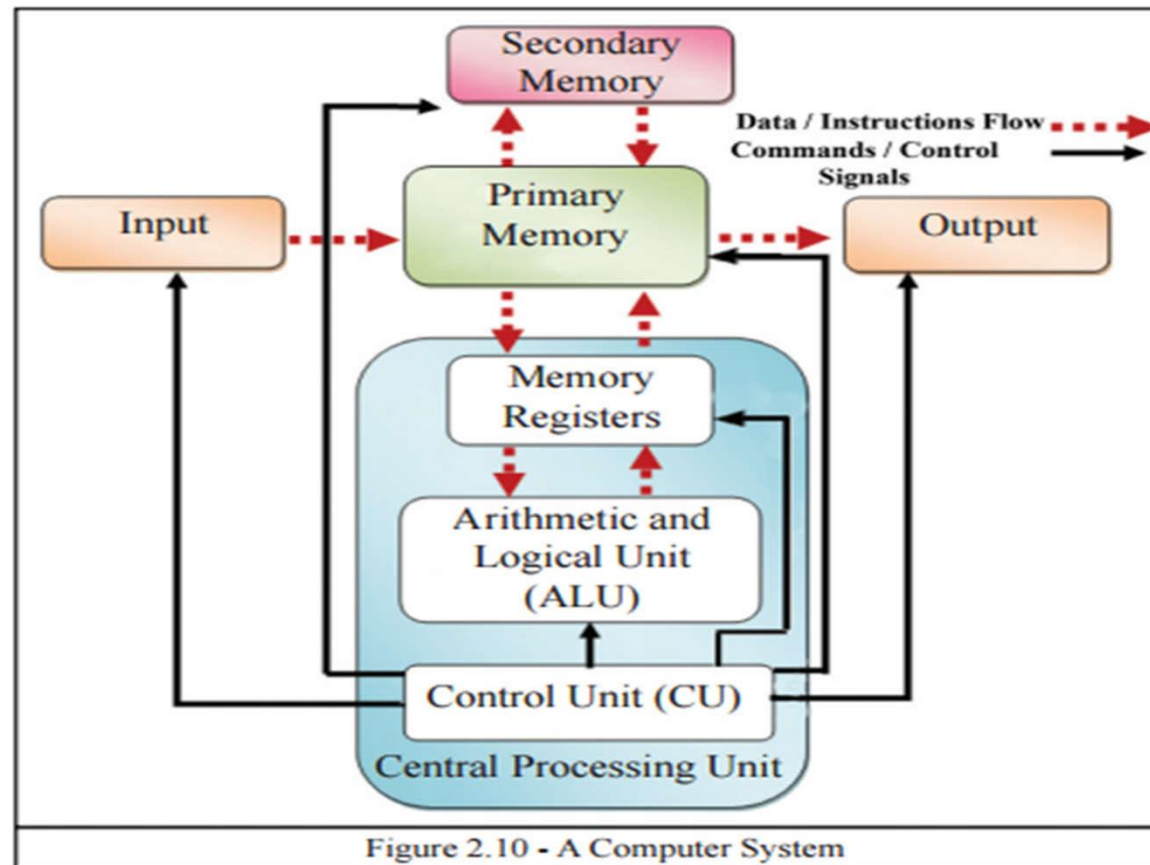 Secondary
Memory
Data / Instructions Flow
Commands / Control
Signals
Input
Primary
Memory
Output
Memory
Registers
Arithmetic and
Logical Unit
(ALU)
Control Unit (CU)
Central Processing Unit
Figure 2.10 - A Computer System